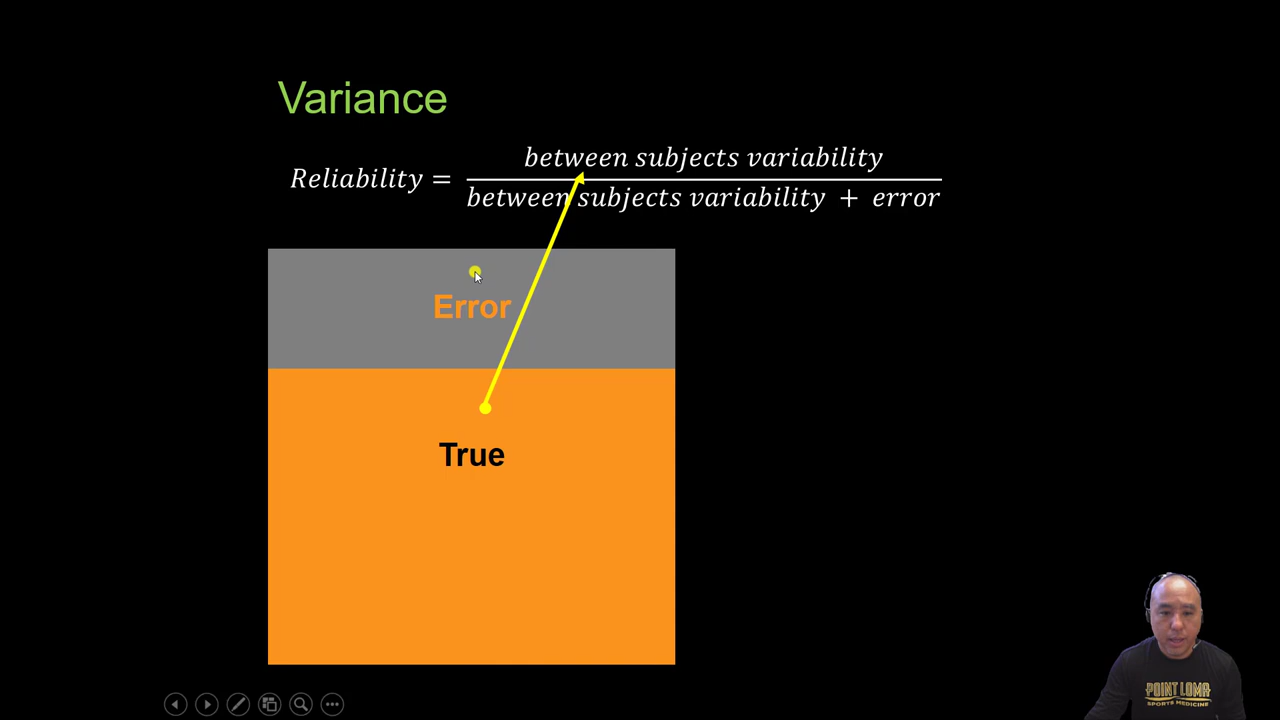 Variance
Reliability = between subjects variability
between subjects variability + error
Error
True
POINT LOMA
SPORTS MEDICINE